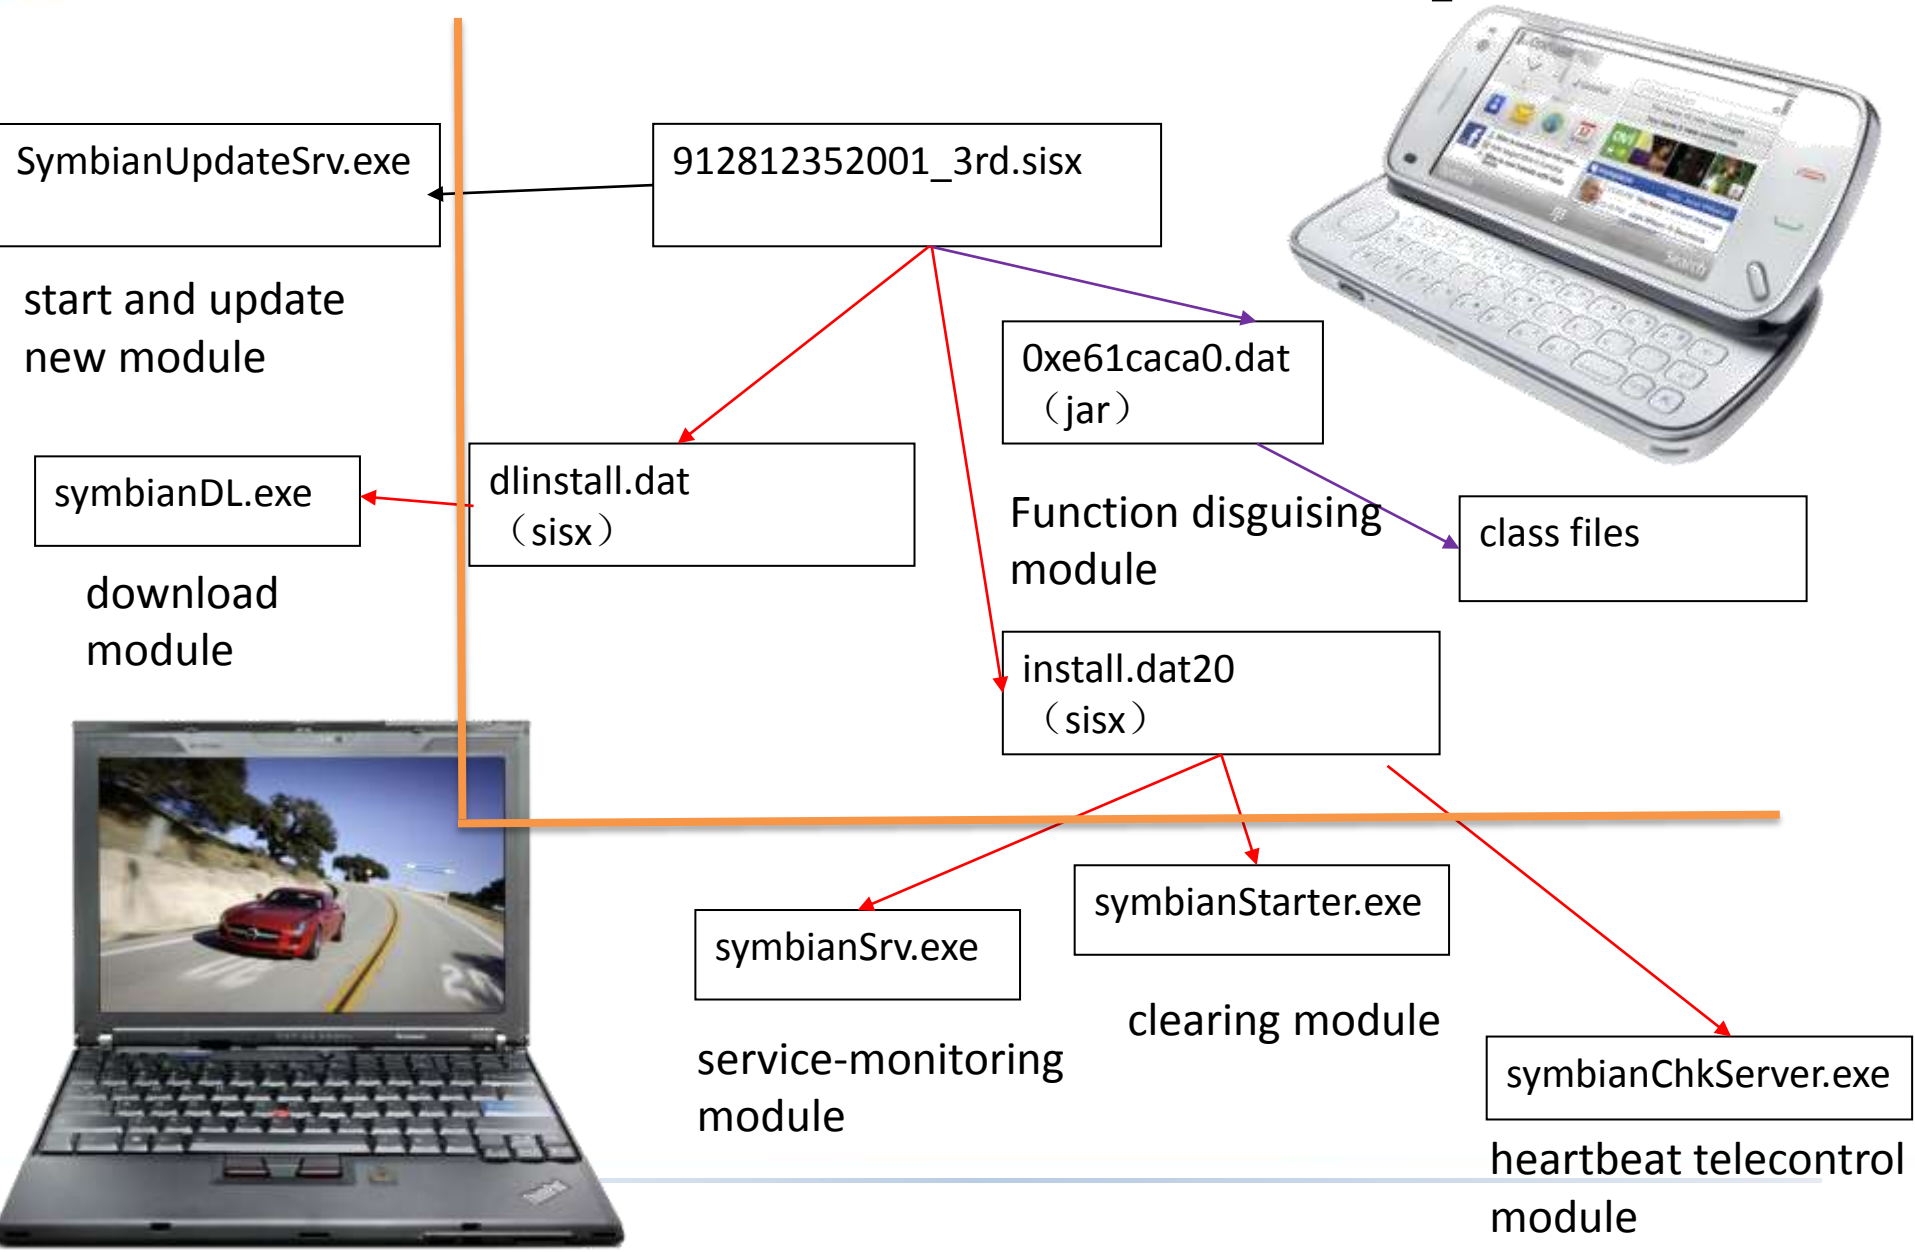 SymbianUpdateSrv.exe
912812352001_3rd.sisx
start and update
new module
0xe61caca0.dat
（jar）
symbianDL.exe
dlinstall.dat
（sisx）
Function disguising
module
class files
download
module
install.dat20
（sisx）
symbianSrv.exe
symbianStarter.exe
service-monitoring
module
clearing module
symbianChkServer.exe
heartbeat telecontrol
module